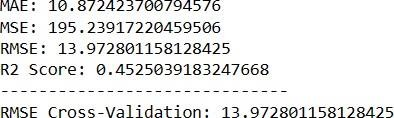 MAE: 10.872423700794576
MSE: 195.23917220459506
RMSE: 13.972801158128425
R2 Score: 0.4525039183247668
------------------------------
RMSE Cross-Validation: 13.972801158128425